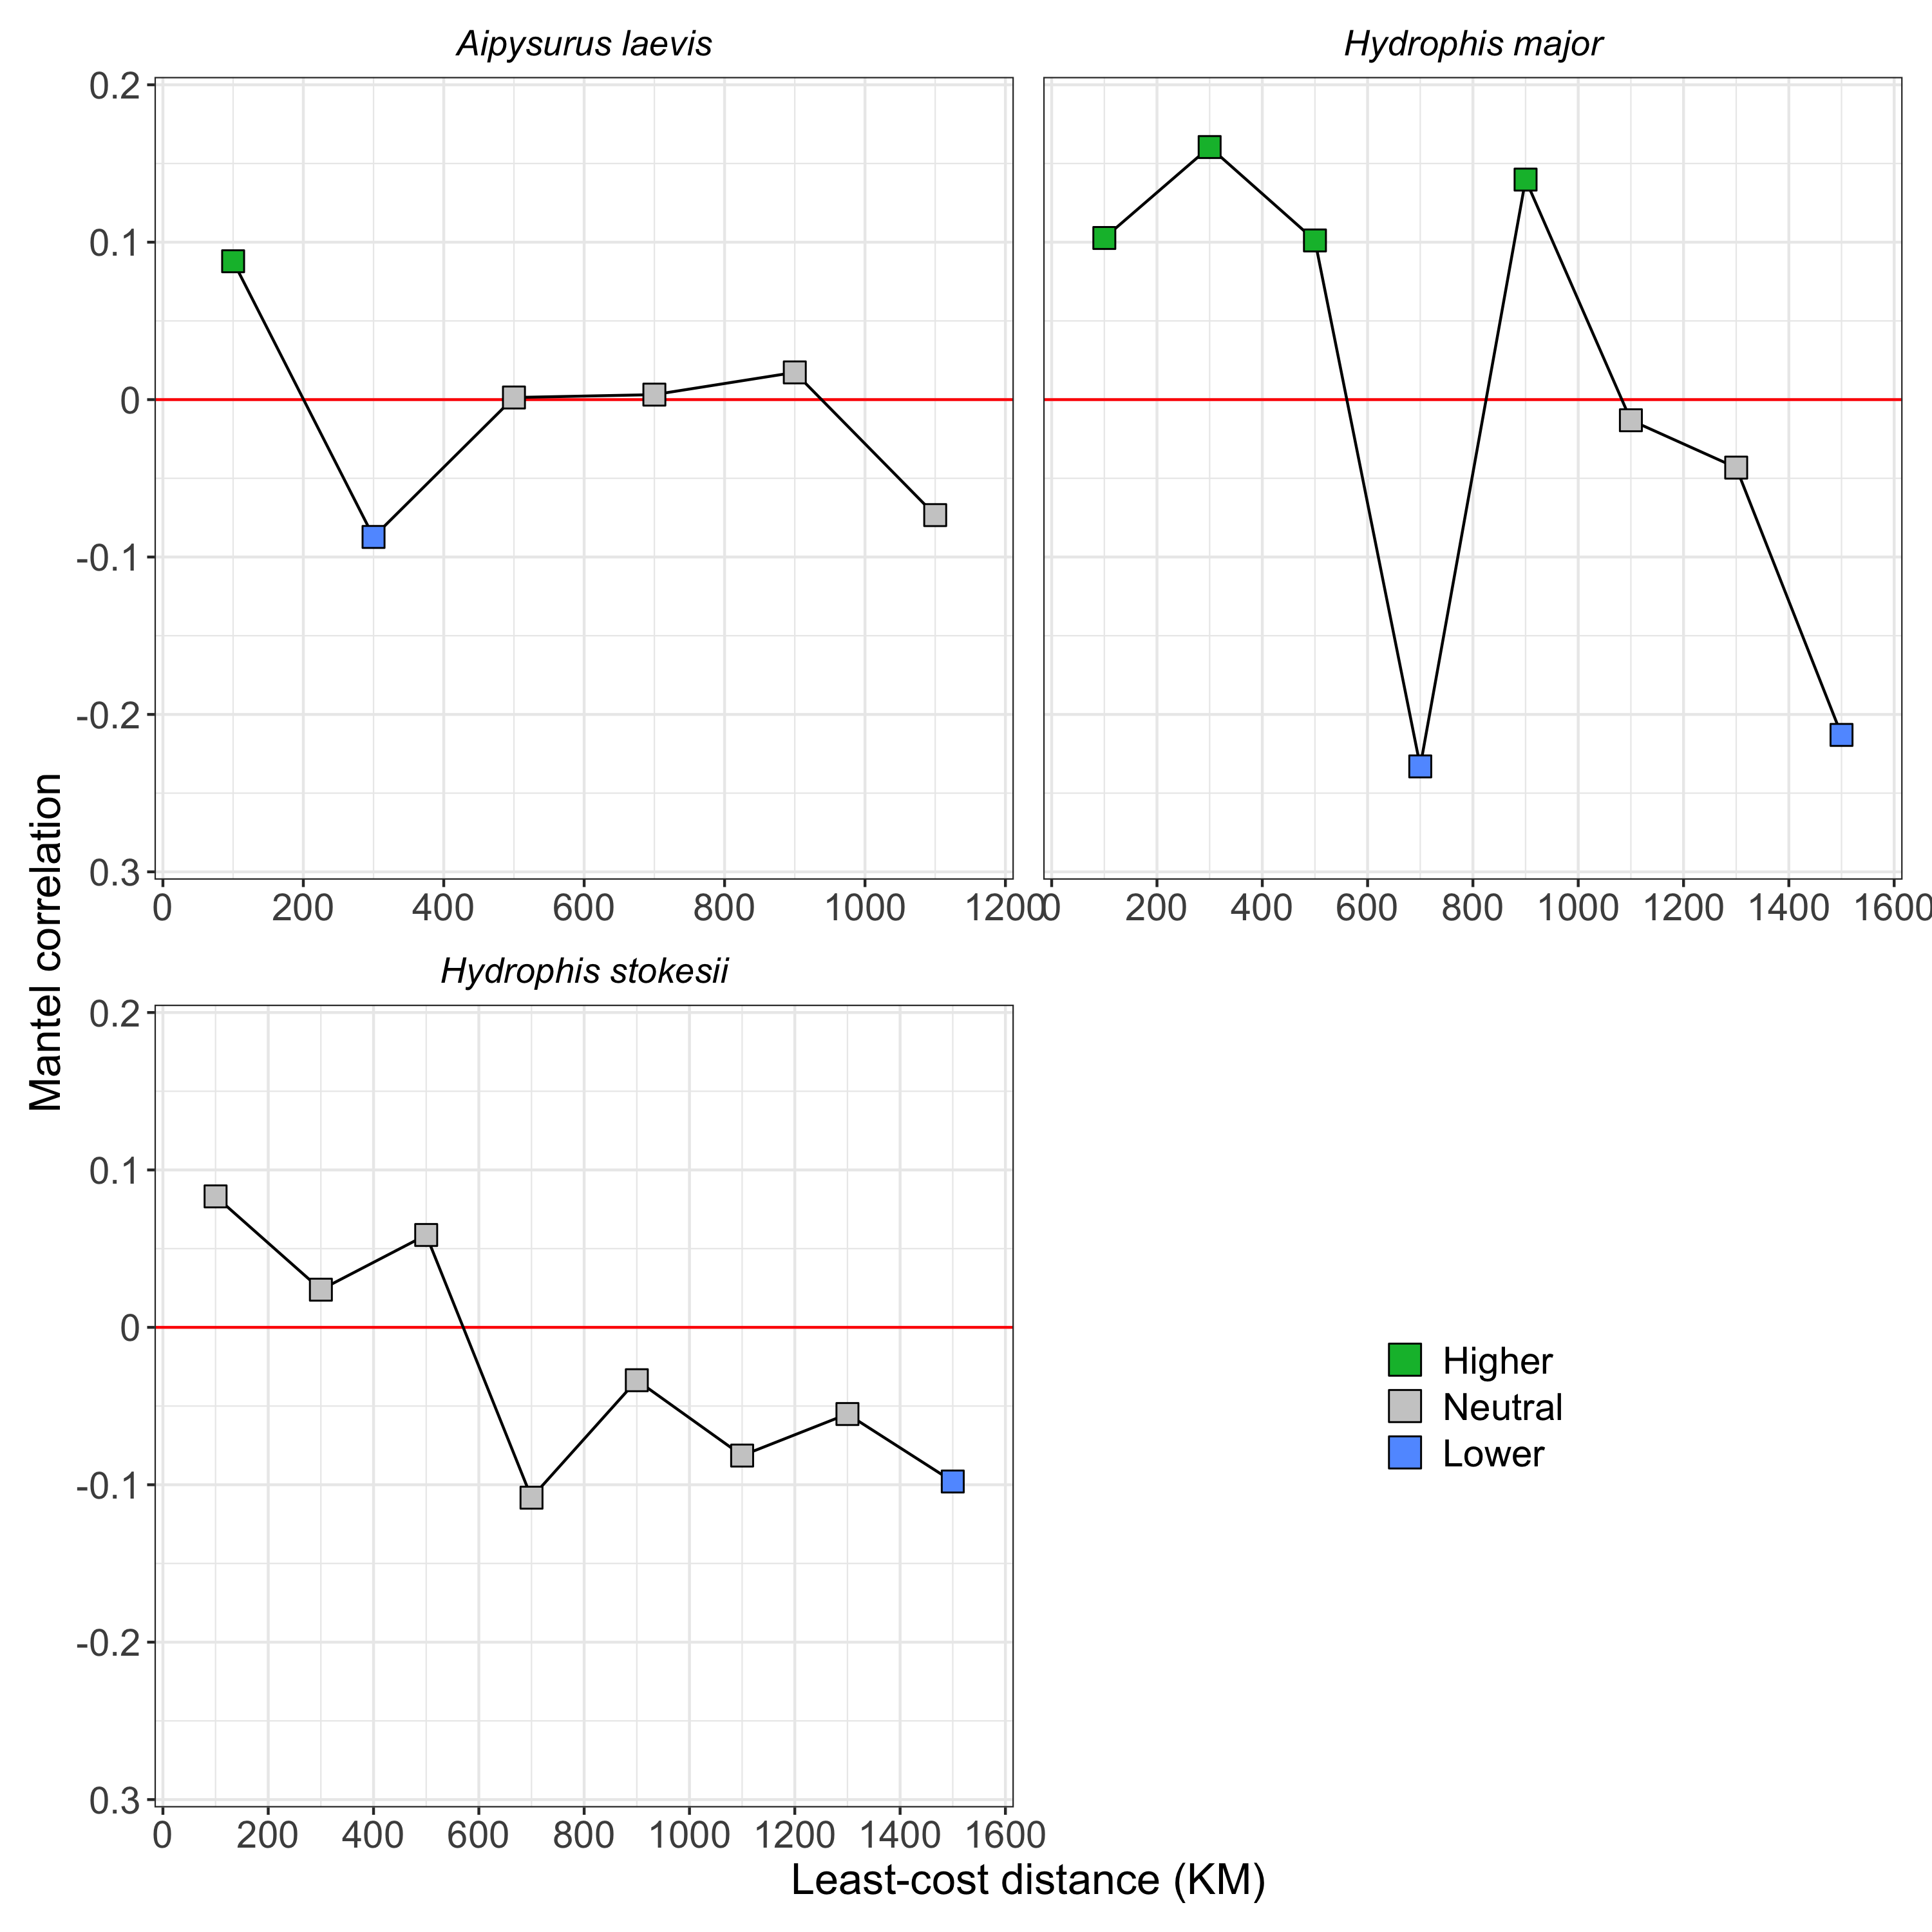 Aipysurus laevis
Hydrophis major
0.2
0.1
0
-0.1
-0.2
0.3
0 200 400 600 800 1000 1200
0 200 400 600 800 1000 1200 1400 1600
Mantel correlation
Hydrophis stokesii
0.2
0.1
0
-0.1
-0.2
0.3
0 200 400 600 800 1000 1200 1400 1600
Higher
Neutral
Lower
Least-cost distance (KM)